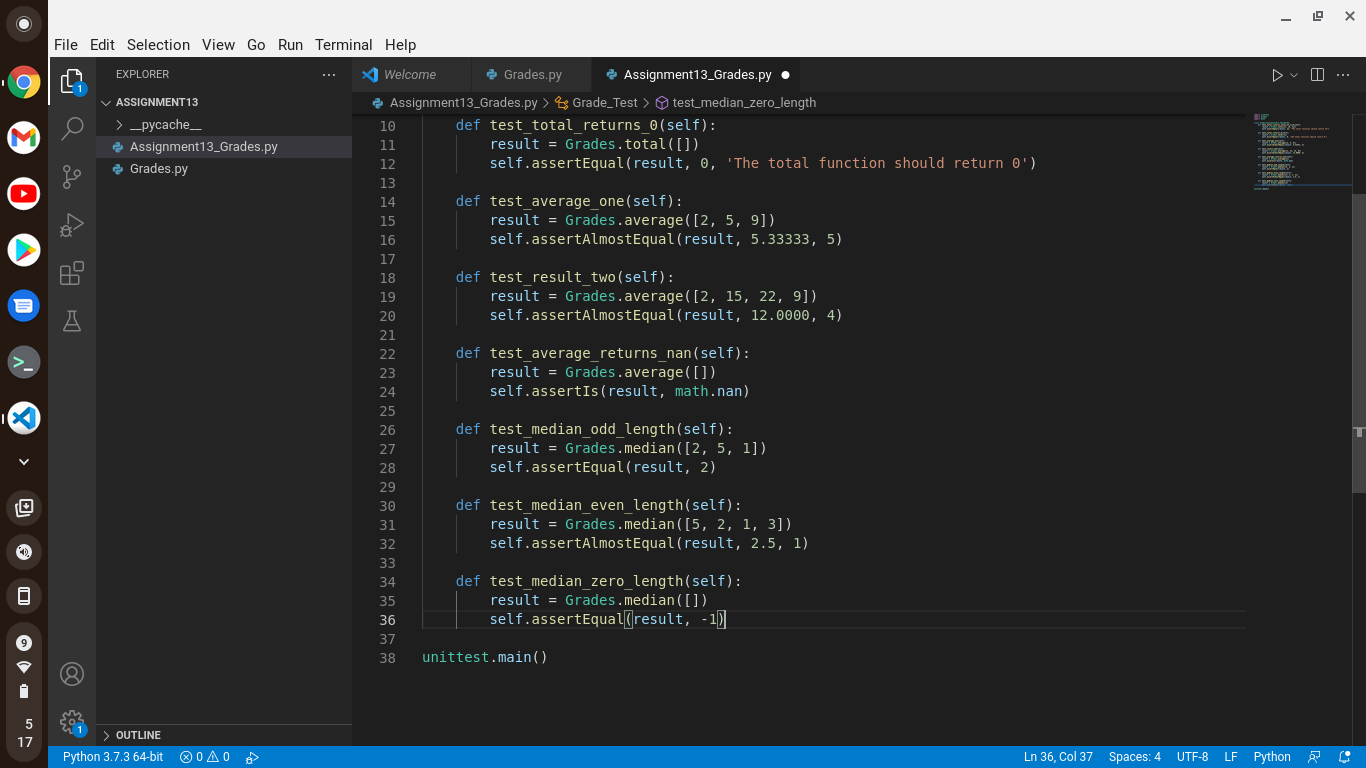 File Edit Selection View Go Run Terminal Help
EXPLORER
1
Welcome
Grades.py
Assignment13_Grades.py
ASSIGNMENT13
__pycache__
Assignment13_Grades.py
Grades.py
Assignment13_Grades.py > Grade_Test > test_median_zero_length
10     def test_total_returns_0(self):
11         result = Grades.total([])
12         self.assertEqual(result, 0, 'The total function should return 0')
13
14     def test_average_one(self):
15         result = Grades.average([2, 5, 9])
16         self.assertAlmostEqual(result, 5.33333, 5)
17
18     def test_result_two(self):
19         result = Grades.average([2, 15, 22, 9])
20         self.assertAlmostEqual(result, 12.0000, 4)
21
22     def test_average_returns_nan(self):
23         result = Grades.average([])
24         self.assertIs(result, math.nan)
25
26     def test_median_odd_length(self):
27         result = Grades.median([2, 5, 1])
28         self.assertEqual(result, 2)
29
30     def test_median_even_length(self):
31         result = Grades.median([5, 2, 1, 3])
32         self.assertAlmostEqual(result, 2.5, 1)
33
34     def test_median_zero_length(self):
35         result = Grades.median([])
36         self.assertEqual(result, -1)
37
38 unittest.main()
9
5
17
1
OUTLINE
Python 3.7.3 64-bit
0
0
Ln 36, Col 37
Spaces: 4
UTF-8
LF
Python